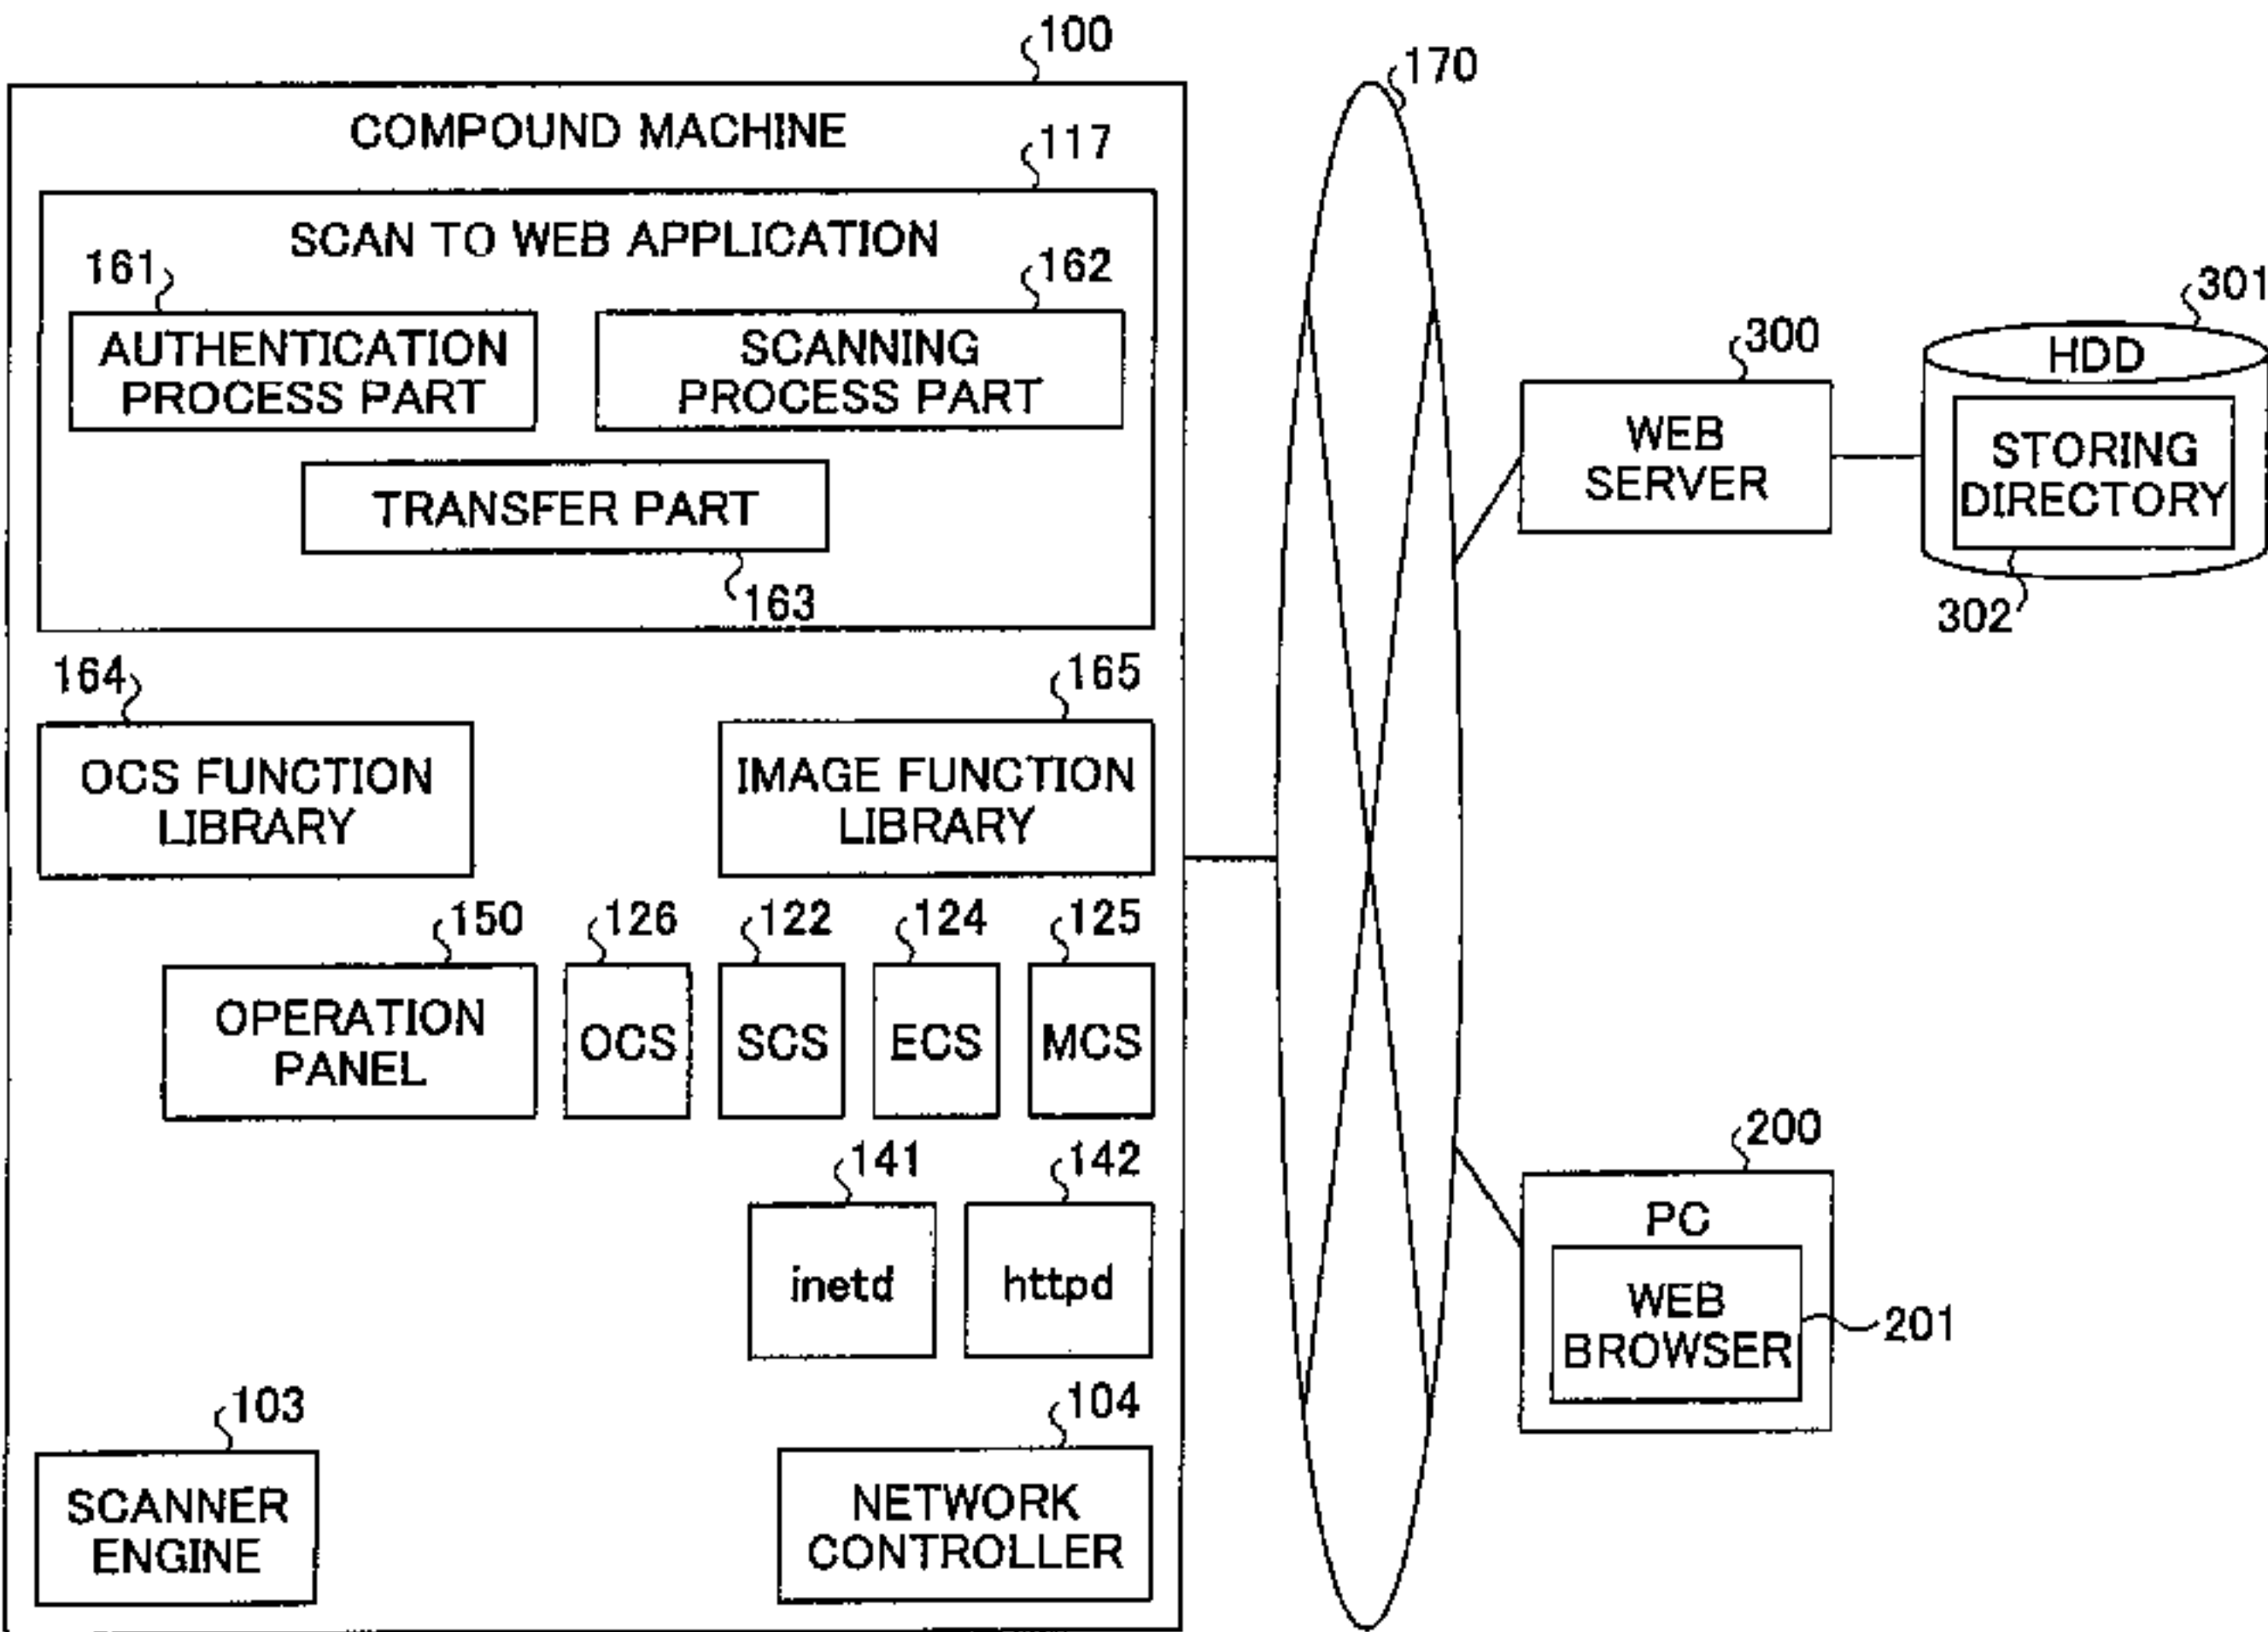 100
COMPOUND MACHINE
117
SCAN TO WEB APPLICATION
161
162
AUTHENTICATION
PROCESS PART
SCANNING
PROCESS PART
TRANSFER PART
163
164
165
OCS FUNCTION
LIBRARY
IMAGE FUNCTION
LIBRARY
150
126
122
124
125
OPERATION
PANEL
OCS
SCS
ECS
MCS
141
142
inetd
httpd
103
104
SCANNER
ENGINE
NETWORK
CONTROLLER
170
300
301
WEB
SERVER
HDD
STORING
DIRECTORY
302
200
PC
WEB
BROWSER
201